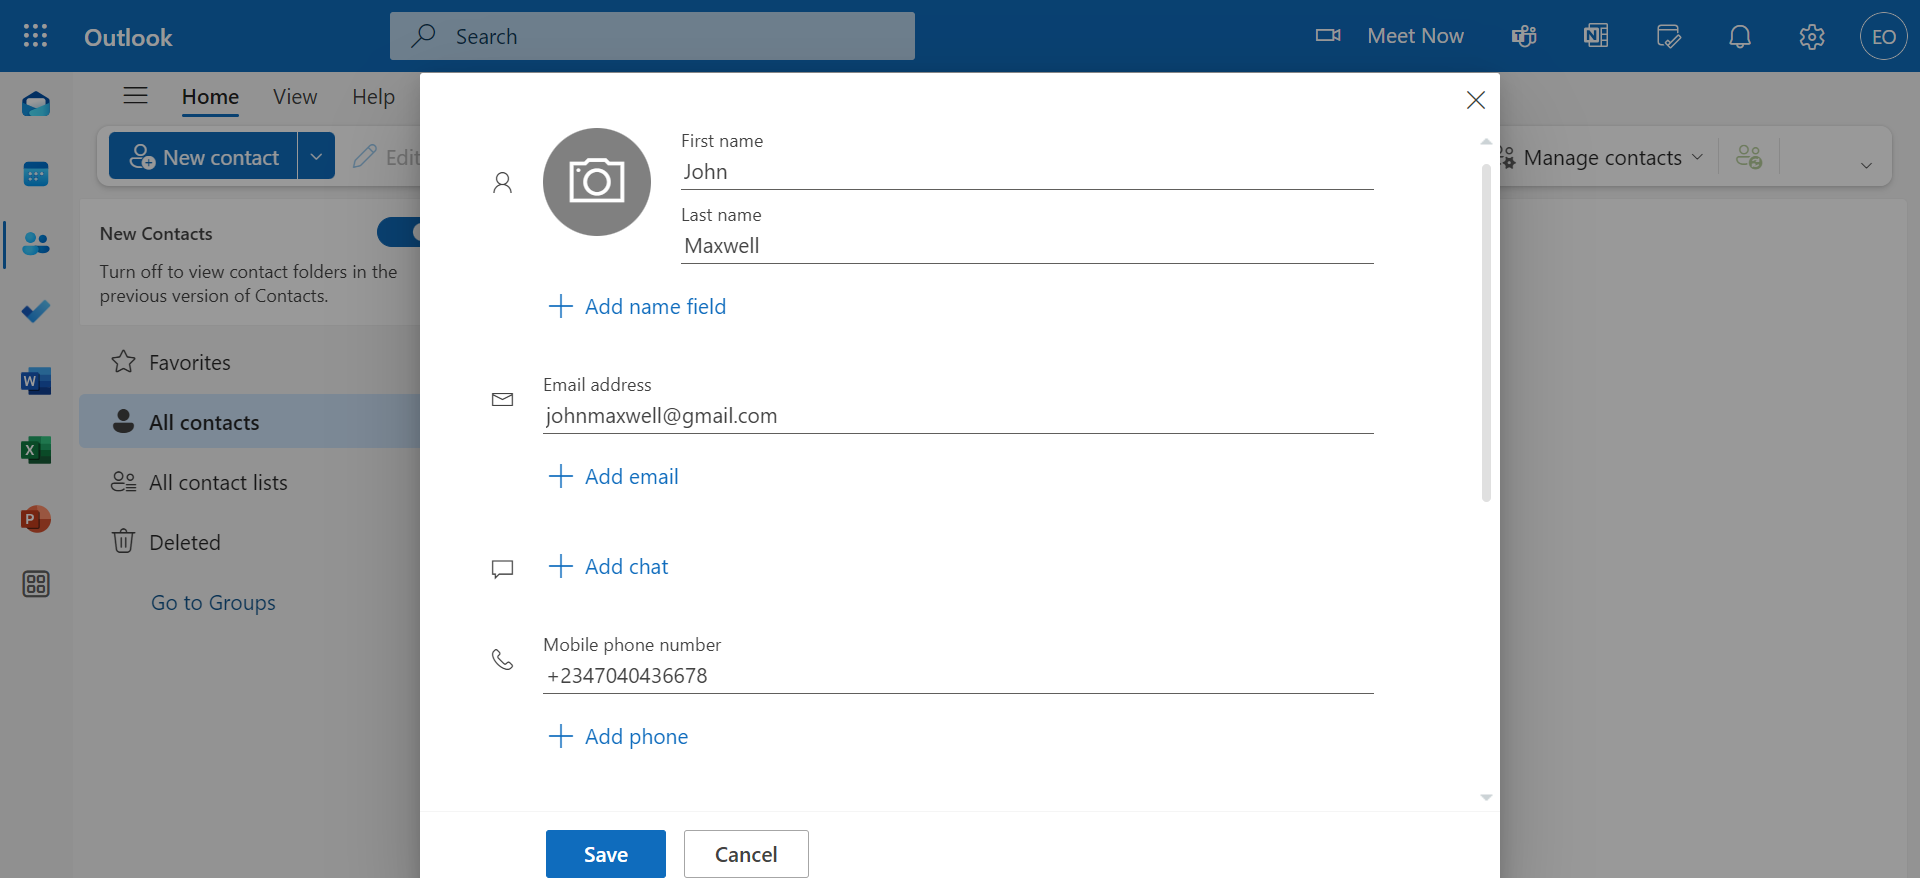 Outlook
Search
Meet Now
EO
Home View Help
New contact
Edit
Manage contacts
New Contacts
Turn off to view contact folders in the
previous version of Contacts.
Favorites
All contacts
All contact lists
Deleted
Go to Groups
First name
John
Last name
Maxwell
Add name field
Email address
johnmaxwell@gmail.com
Add email
Add chat
Mobile phone number
+2347040436678
Add phone
Save
Cancel